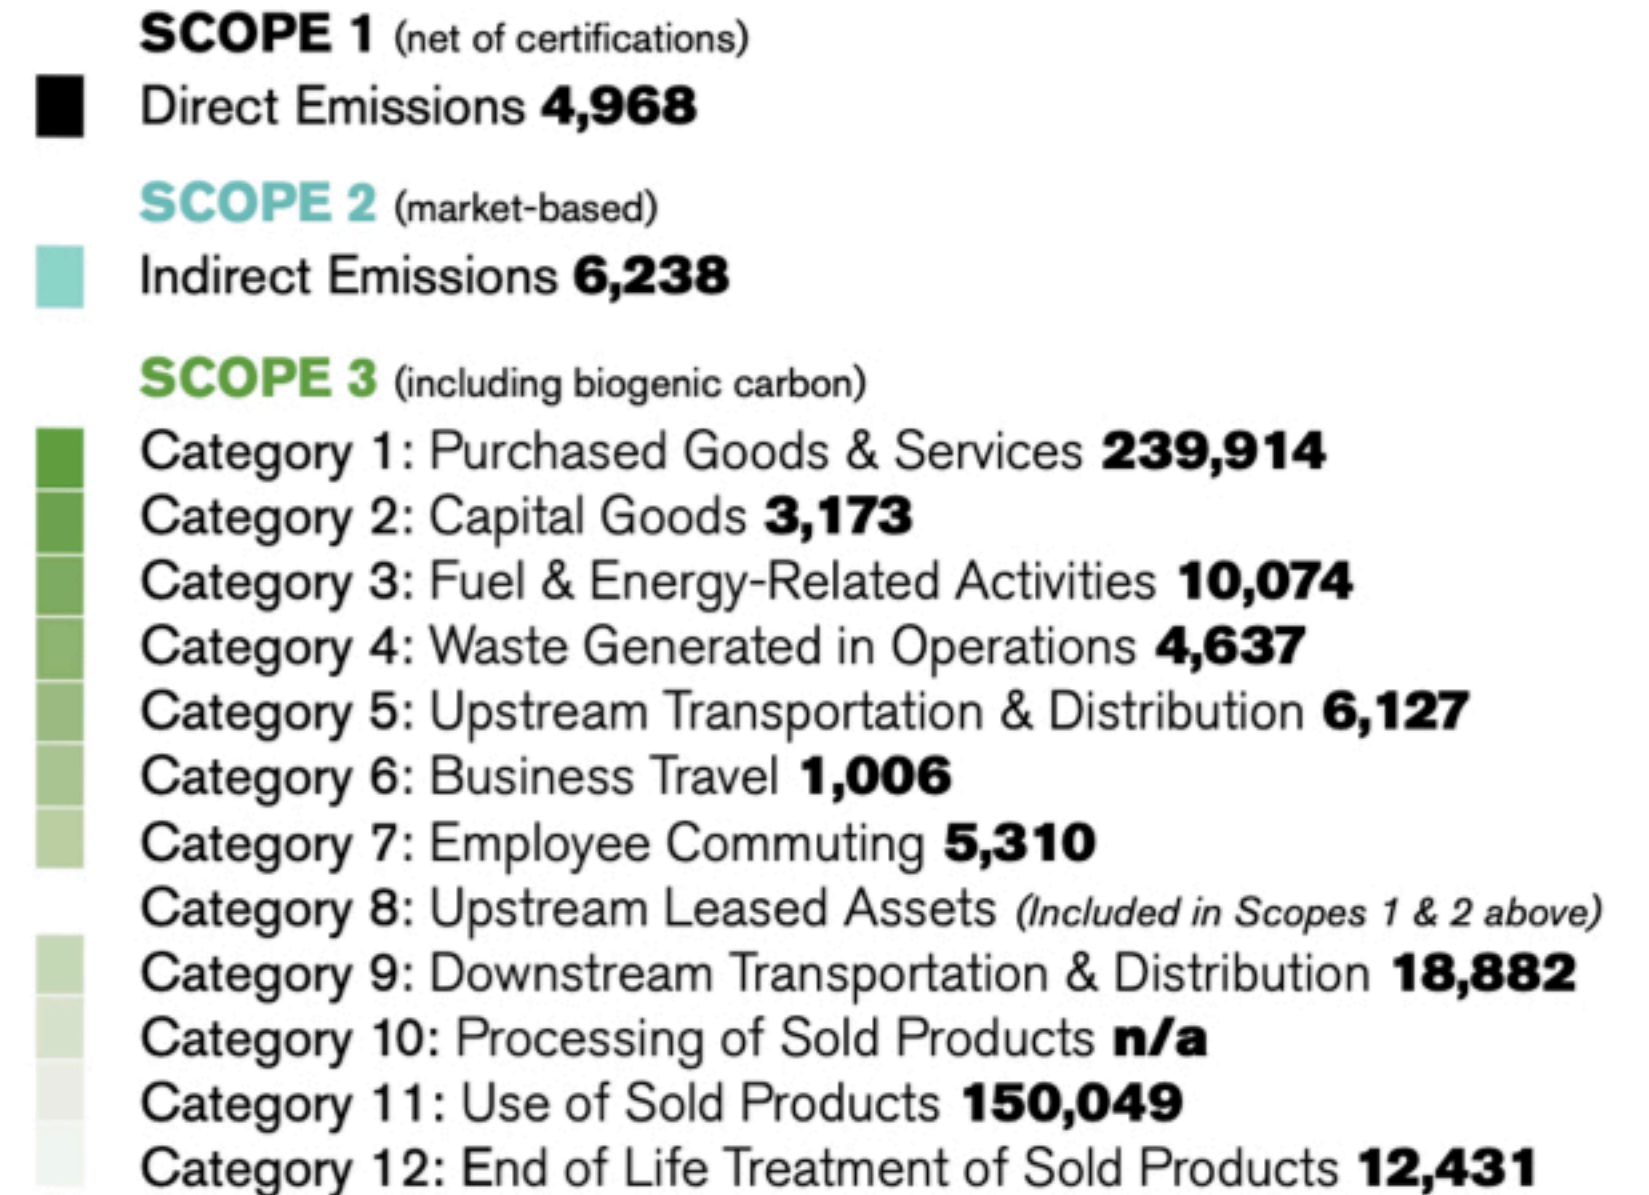 SCOPE 1 (net of certifications)
Direct Emissions 4,968
SCOPE 2 (market-based)
Indirect Emissions 6,238
SCOPE 3 (including biogenic carbon)
Category 1: Purchased Goods & Services 239,914
Category 2: Capital Goods 3,173
Category 3: Fuel & Energy-Related Activities 10,074
Category 4: Waste Generated in Operations 4,637
Category 5: Upstream Transportation & Distribution 6,127
Category 6: Business Travel 1,006
Category 7: Employee Commuting 5,310
Category 8: Upstream Leased Assets (Included in Scopes 1 & 2 above)
Category 9: Downstream Transportation & Distribution 18,882
Category 10: Processing of Sold Products n/a
Category 11: Use of Sold Products 150,049
Category 12: End of Life Treatment of Sold Products 12,431